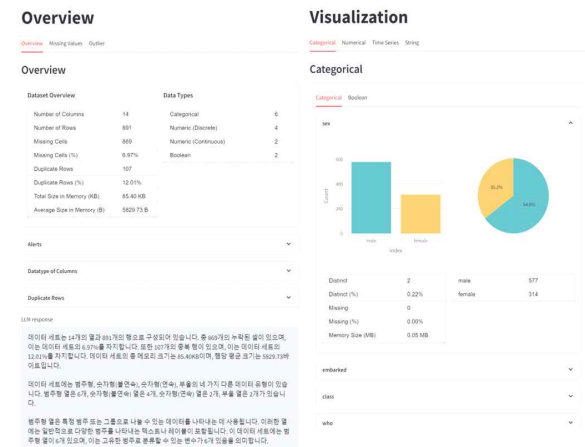 Overview
Overview Missing Values Outlier
Overview
Dataset Overview
Number of Columns 14
Number of Rows 891
Missing Cells 869
Missing Cells (%) 6.97%
Duplicate Rows 107
Duplicate Rows (%) 12.01%
Total Size in Memory (KB) 85.40 KB
Average Size in Memory (B) 5829.73 B
Data Types
Categorical 6
Numeric (Discrete) 4
Numeric (Continuous) 2
Boolean 2
Alerts
Datatype of Columns
Duplicate Rows
LLM response
데이터 세트는 14개의 열과 891개의 행으로 구성되어 있습니다. 총 869개의 누락된 셀이 있으며,
이는 데이터 세트의 6.97%를 차지합니다. 또한 107개의 중복 행이 있으며, 이는 데이터 세트의
12.01%를 차지합니다. 데이터 세트의 총 메모리 크기는 85.40KB이며, 행당 평균 크기는 5829.73바
이트입니다.
데이터 세트에는 범주형, 숫자형(불연속), 숫자형(연속), 부울의 네 가지 다른 데이터 유형이 있습
니다. 범주형 열은 6개, 숫자형(불연속) 열은 4개, 숫자형(연속) 열은 2개, 부울 열은 2개가 있습니
다.
범주형 열은 특정 범주 또는 그룹으로 나눌 수 있는 데이터를 나타내는 데 사용됩니다. 이러한 열
에는 일반적으로 다양한 범주를 나타내는 텍스트나 레이블이 포함됩니다. 이 데이터 세트에는 범
주형 열이 6개 있으며, 이는 고유한 범주로 분류할 수 있는 변수가 6개 있음을 의미합니다.
Visualization
Categorical Numerical Time Series String
Categorical
Categorical Boolean
sex
Count
600
400
200
0
male female
index
35.2%
64.8%
Distinct 2
Distinct (%) 0.22%
Missing 0
Missing (%) 0.00%
Memory Size (MB) 0.05 MB
male 577
female 314
embarked
class
who